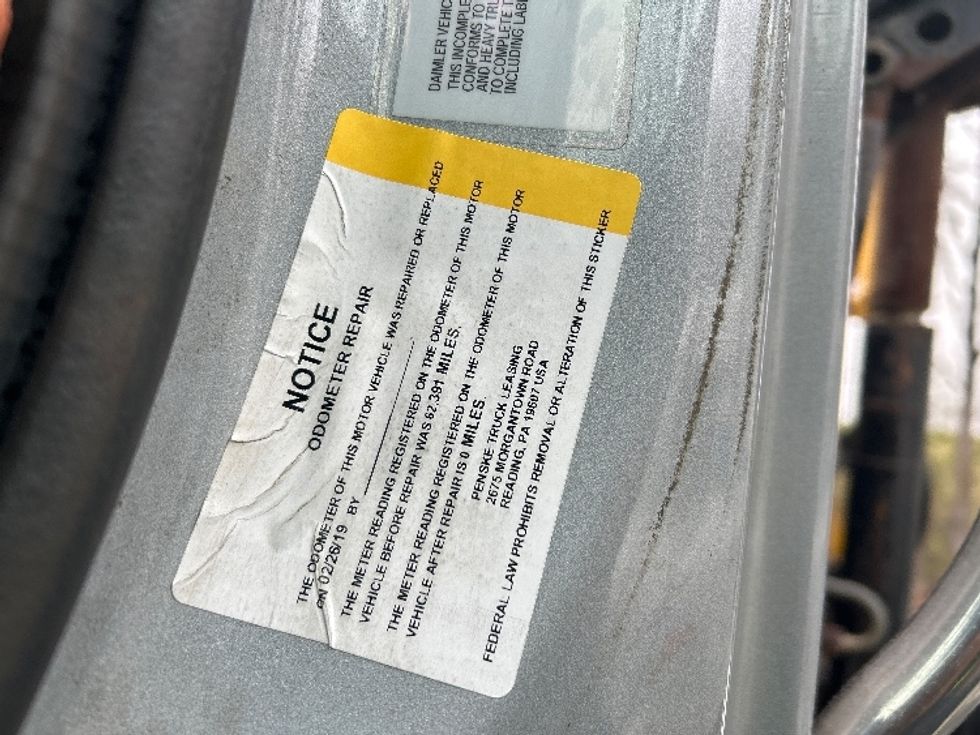 DAIMLER VEHIC
THIS INCOMPLE
CONFORMS TO
AND HEAVY TRU
TO COMPLETE T
INCLUDING LABE
NOTICE
ODOMETER REPAIR
THE ODOMETER OF THIS MOTOR VEHICLE WAS REPAIRED OR REPLACED
ON 02/26/19 BY
THE METER READING REGISTERED ON THE ODOMETER OF THIS MOTOR
VEHICLE BEFORE REPAIR WAS 62,391 MILES.
THE METER READING REGISTERED ON THE ODOMETER OF THIS MOTOR
VEHICLE AFTER REPAIR IS 0 MILES.
PENSKE TRUCK LEASING
2675 MORGANTOWN ROAD
READING, PA 19607 USA
FEDERAL LAW PROHIBITS REMOVAL OR ALTERATION OF THIS STICKER